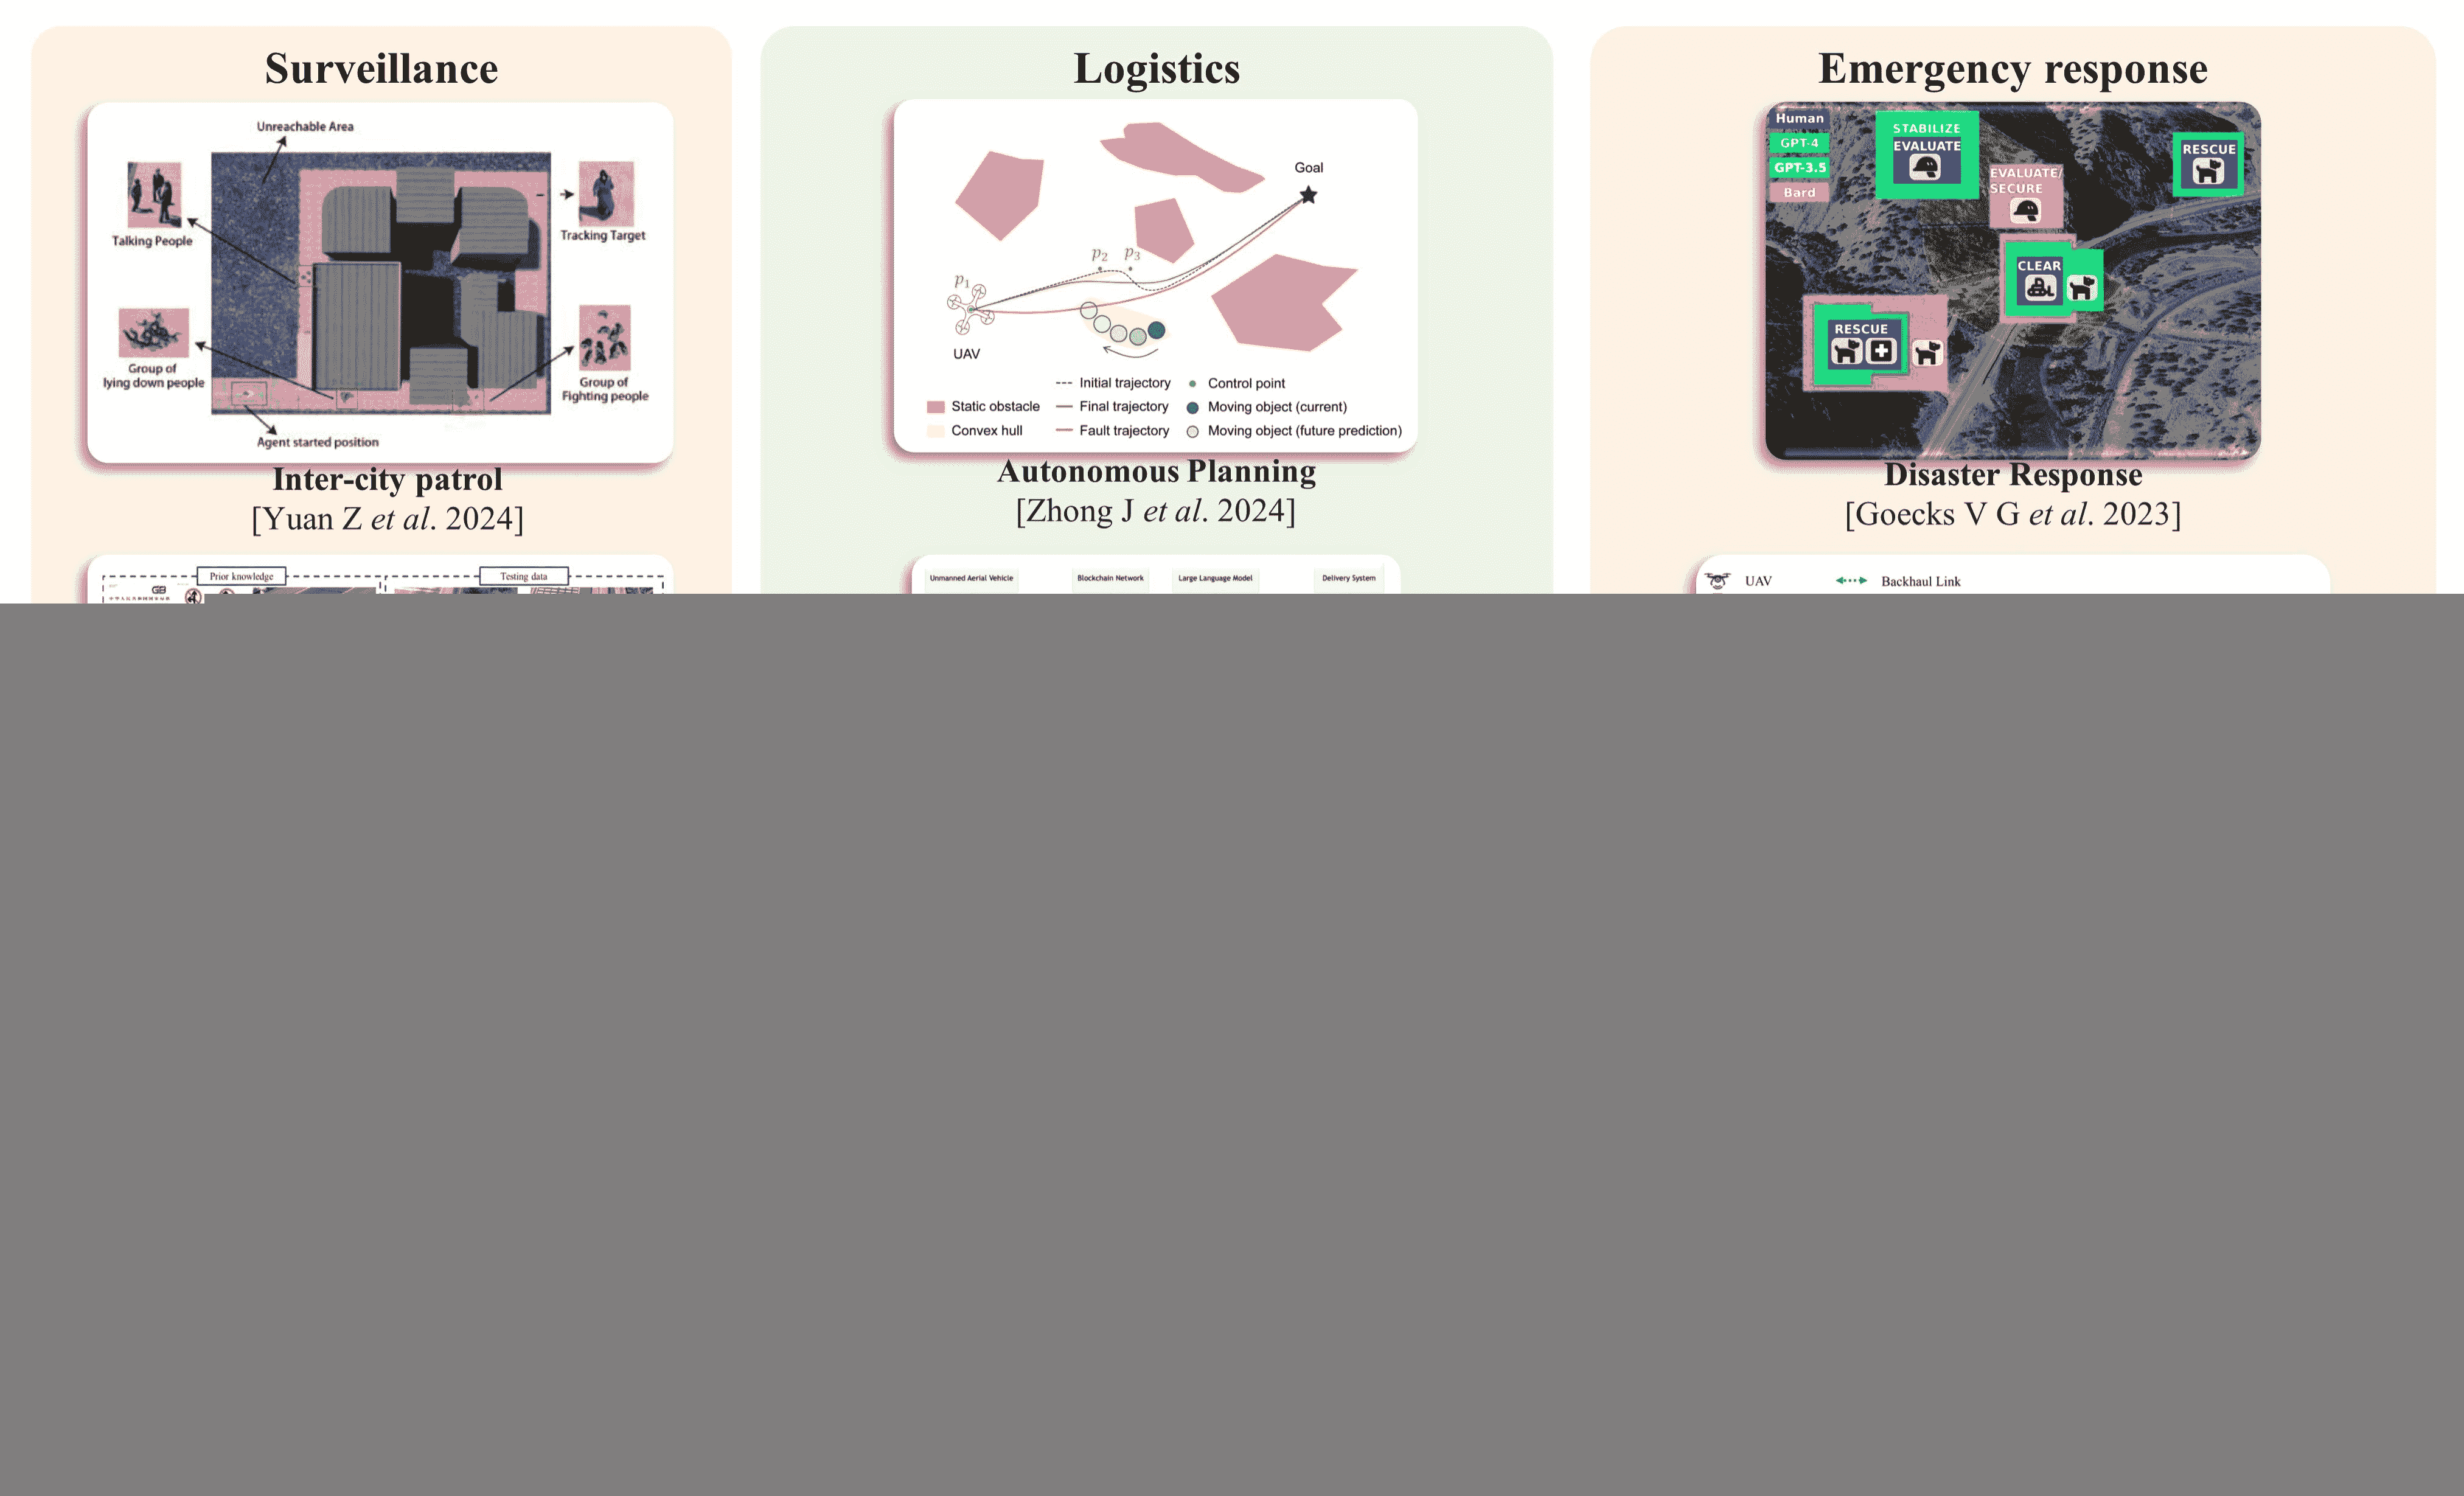 Surveillance
Unreachable Area
Talking People
Tracking Target
Group of
lying down people
Group of
Fighting people
Agent started position
Inter-city patrol
[Yuan Z et al. 2024]
Prior knowledge
Testing data
GB
Logistics
Goal
p2 p3
p1
UAV
Initial trajectory
Control point
Static obstacle
Final trajectory
Moving object (current)
Convex hull
Fault trajectory
Moving object (future prediction)
Autonomous Planning
[Zhong J et al. 2024]
Unmanned Aerial Vehicle
Blockchain Network
Large Language Model
Delivery System
Emergency response
Human
GPT-4
GPT-3.5
Bard
STABILIZE
EVALUATE
EVALUATE/
SECURE
RESCUE
CLEAR
RESCUE
Disaster Response
[Goecks V G et al. 2023]
UAV
Backhaul Link